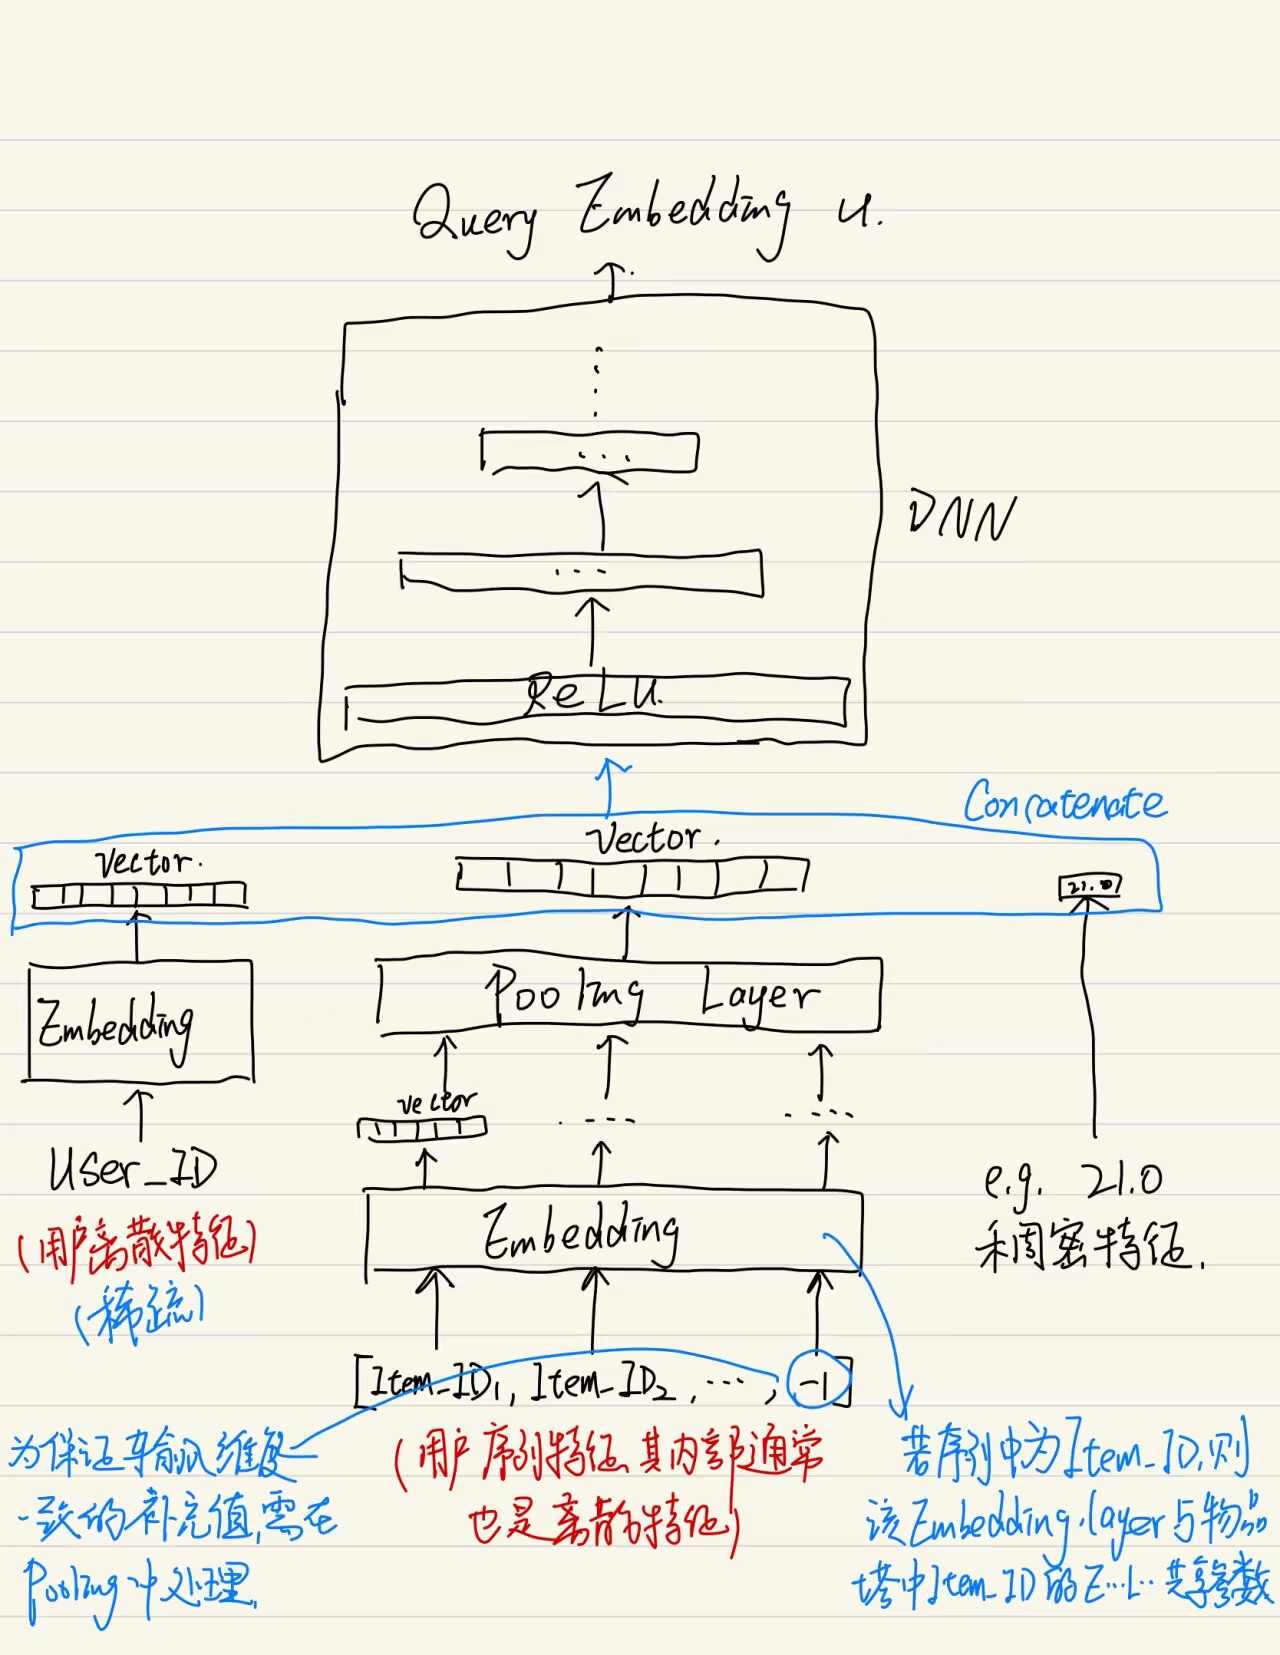 Query Embedding u.
...
...
DNN
...
ReLU.
Concatenate
Vector.
Vector.
21.0
Embedding
Pooling Layer
vector
User_ID
(用户离散特征)
(稀疏)
Embedding
e.g. 21.0
稠密特征.
[Item_ID1, Item_ID2, ..., -1]
为保证输入维度
一致的补充值,需在
Pooling中处理.
(用户序列特征,其内部通常
也是离散特征)
若序列中为Item_ID,则
该Embedding layer与物品
塔中Item_ID的E...L..共享参数